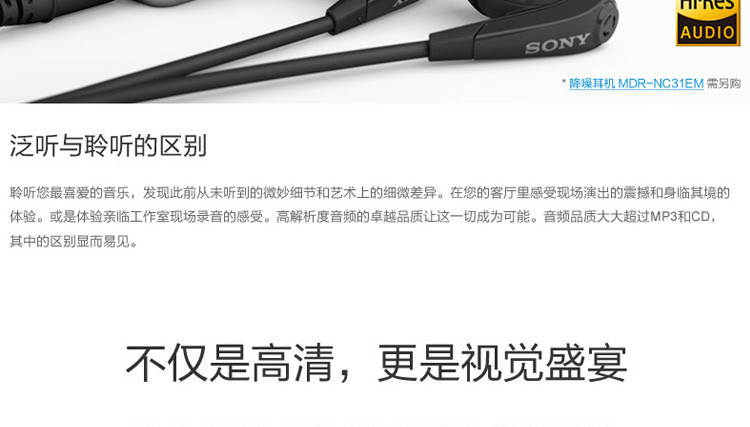 Hi-Res
AUDIO
SONY
* 降噪耳机 MDR-NC31EM 需另购
泛听与聆听的区别
聆听您最喜爱的音乐，发现此前从未听到的微妙细节和艺术上的细微差异。在您的客厅里感受现场演出的震撼和身临其境的
体验。或是体验亲临工作室现场录音的感受。高解析度音频的卓越品质让这一切成为可能。音频品质大大超过MP3和CD，
其中的区别显而易见。
不仅是高清，更是视觉盛宴